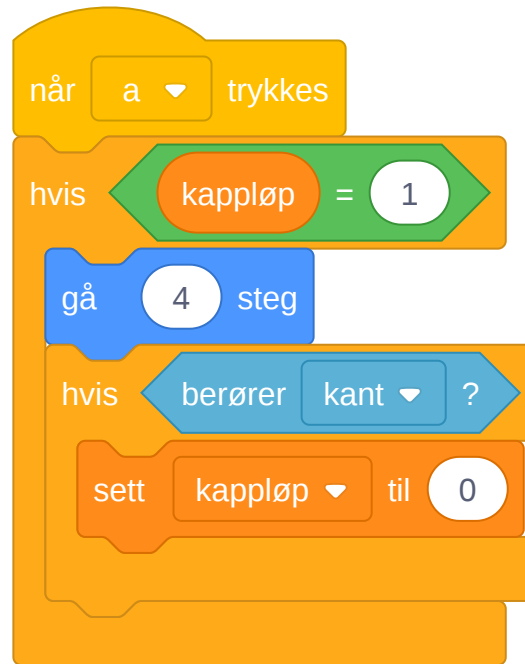 når a trykkes
hvis kappløp = 1
gå 4 steg
hvis berører kant ?
sett kappløp til 0